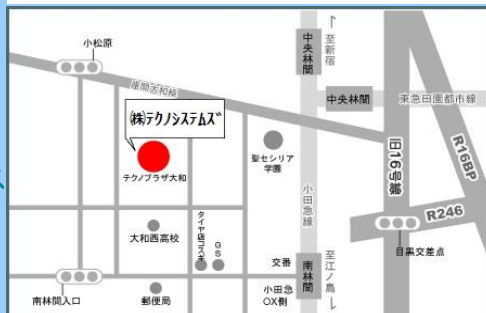 小松原
座間大和線
㈱テクノシステムズ
テクノプラザ大和
聖セシリア
学園
中央林間
至新宿
中央林間
東急田園都市線
旧16号線
R16BP
R246
目黒交差点
小田急線
大和西高校
タイヤ店コスギ
GS
交番
南林間
至江ノ島
南林間入口
郵便局
小田急
OX側